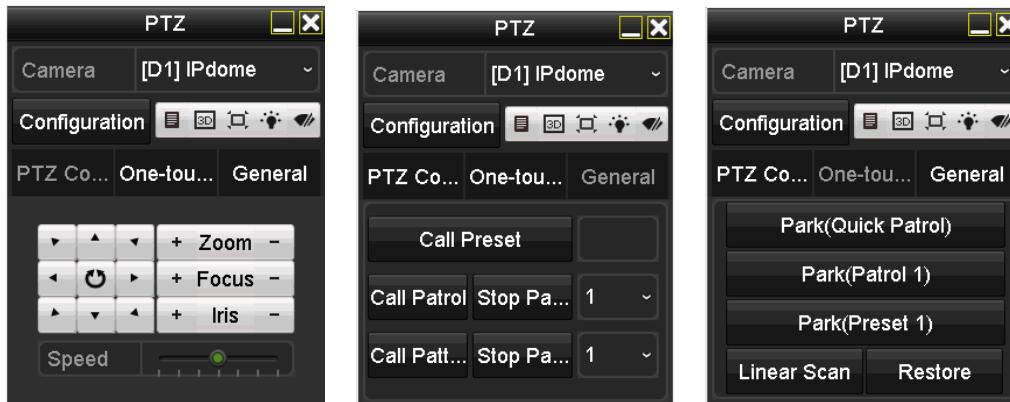 PTZ
Camera [D1] IPdome
Configuration 3D
PTZ Co... One-tou... General
+ Zoom -
+ Focus -
+ Iris -
Speed
PTZ
Camera [D1] IPdome
Configuration 3D
PTZ Co... One-tou... General
Call Preset
Call Patrol Stop Pa... 1
Call Patt... Stop Pa... 1
PTZ
Camera [D1] IPdome
Configuration 3D
PTZ Co... One-tou... General
Park(Quick Patrol)
Park(Patrol 1)
Park(Preset 1)
Linear Scan Restore